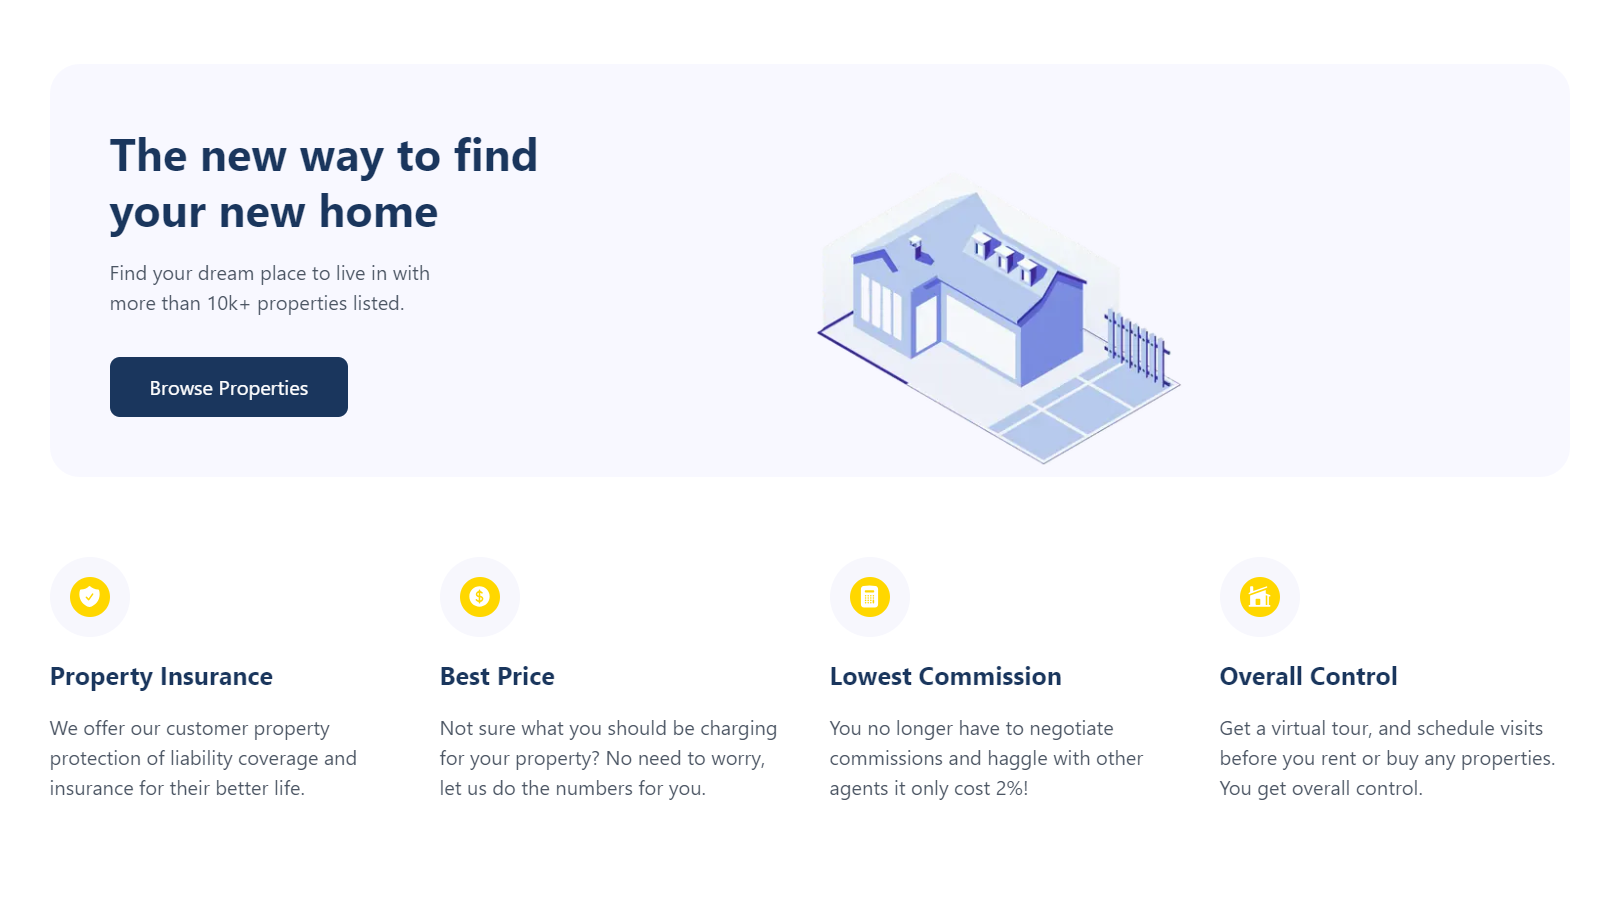 The new way to find
your new home
Find your dream place to live in with
more than 10k+ properties listed.
Browse Properties
Property Insurance
We offer our customer property
protection of liability coverage and
insurance for their better life.
Best Price
Not sure what you should be charging
for your property? No need to worry,
let us do the numbers for you.
Lowest Commission
You no longer have to negotiate
commissions and haggle with other
agents it only cost 2%!
Overall Control
Get a virtual tour, and schedule visits
before you rent or buy any properties.
You get overall control.